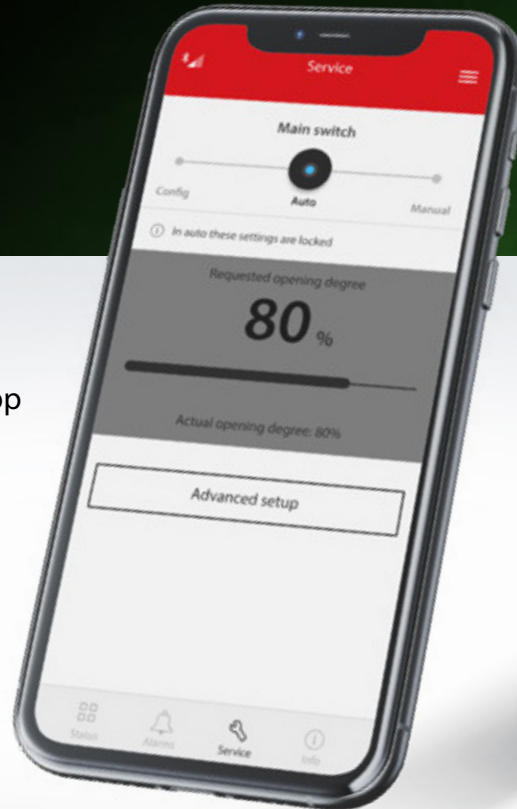 Service
Main switch
Config
Auto
Manual
In auto these settings are locked
Requested opening degree
80 %
Actual opening degree: 80%
Advanced setup
Status
Alarms
Service
Info